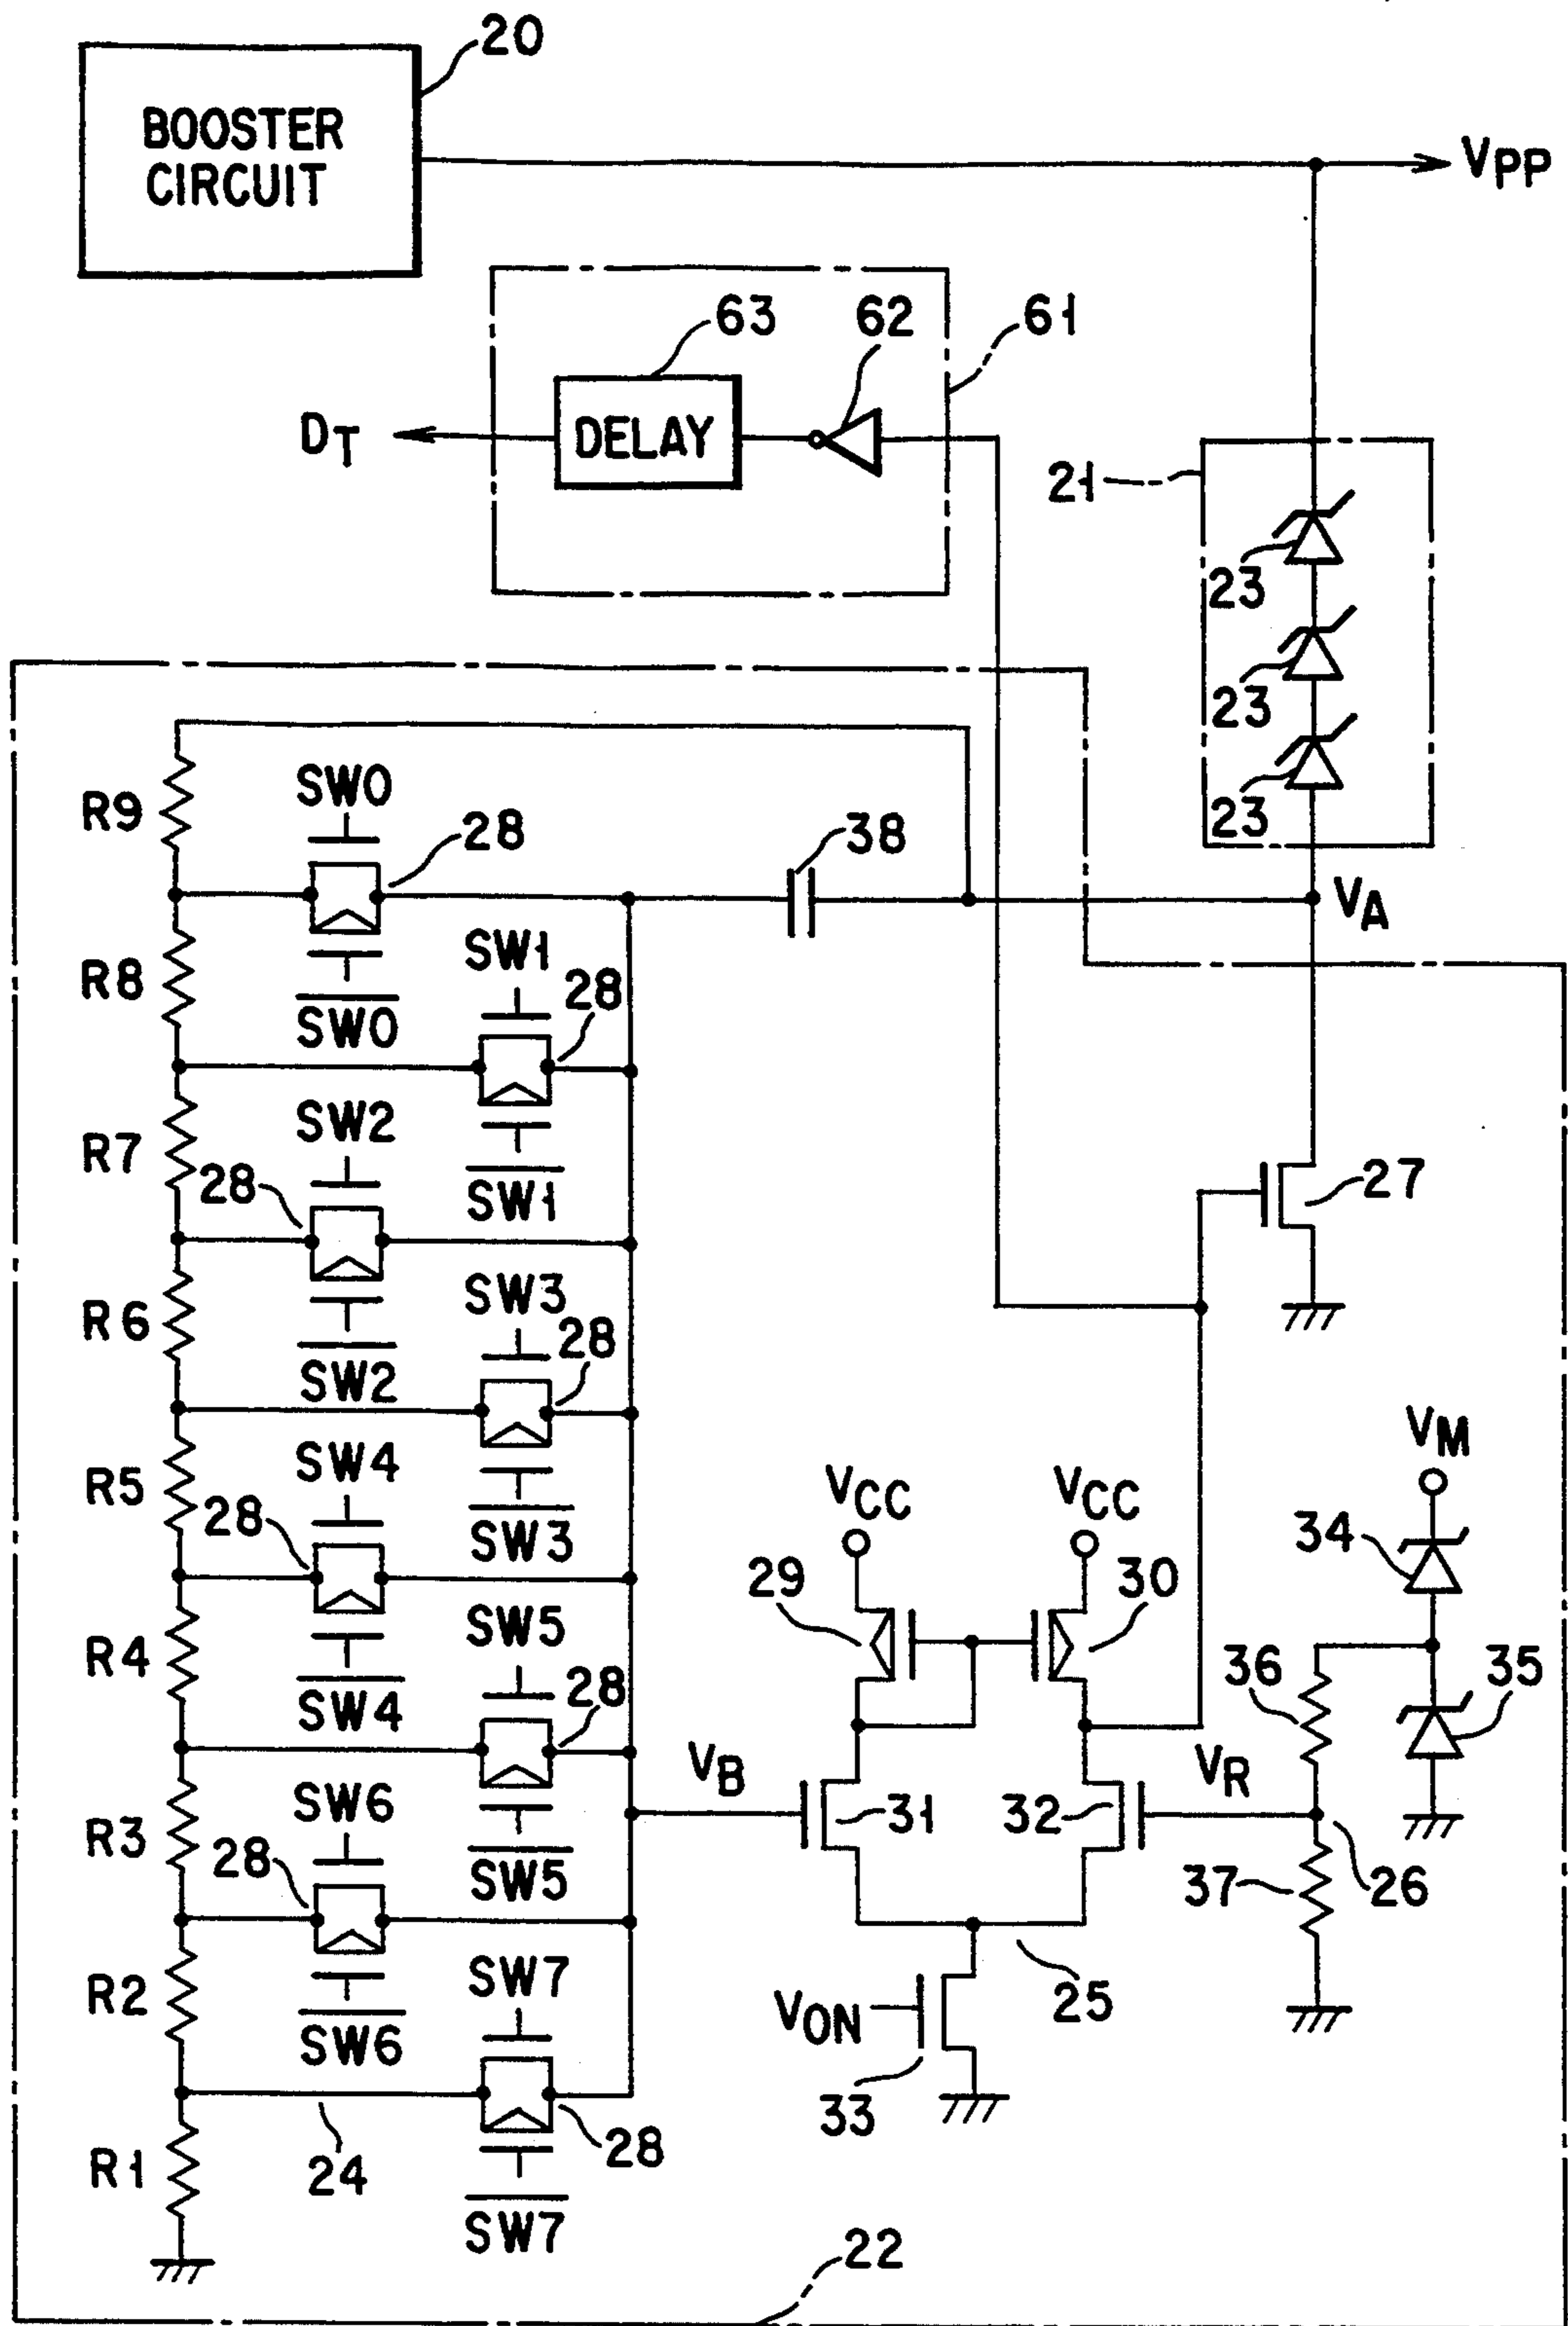 20
BOOSTER
CIRCUIT
VPP
63
62
61
DT
DELAY
21
23
23
23
SW0
R9
28
38
VA
SW1
R8
28
SW0
SW2
R7
28
SW1
27
SW3
R6
28
SW2
VM
SW4
VCC
VCC
R5
28
34
SW3
29
30
SW5
R4
36
35
28
SW4
VB
VR
SW6
31
32
R3
28
SW5
37
26
SW7
R2
VON
25
SW6
33
R1
24
28
SW7
22